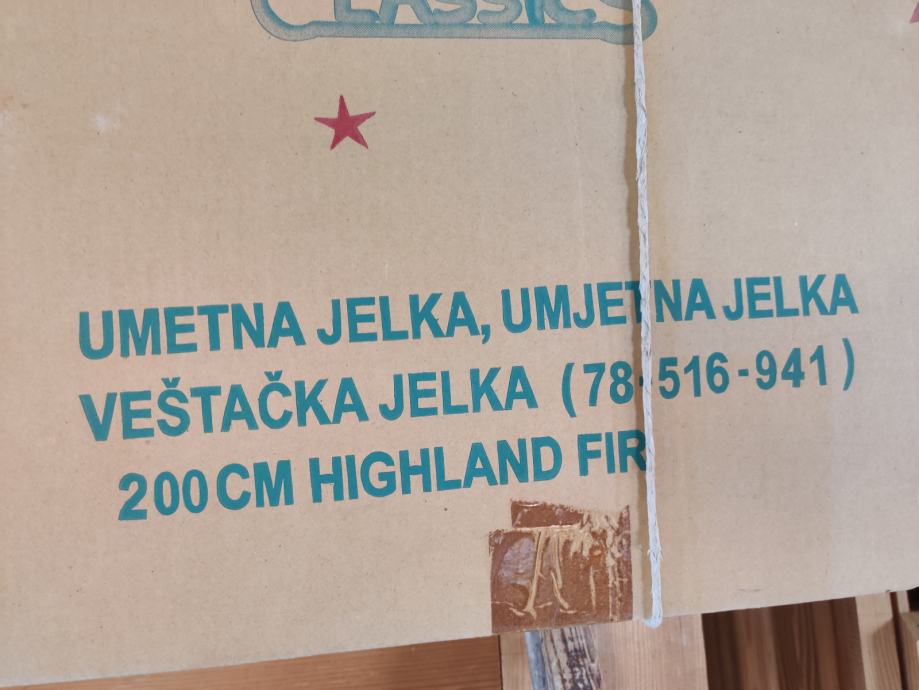 CLASSICS
UMETNA JELKA, UMJETNA JELKA
VEŠTAČKA JELKA (78-516-941)
200CM HIGHLAND FIR